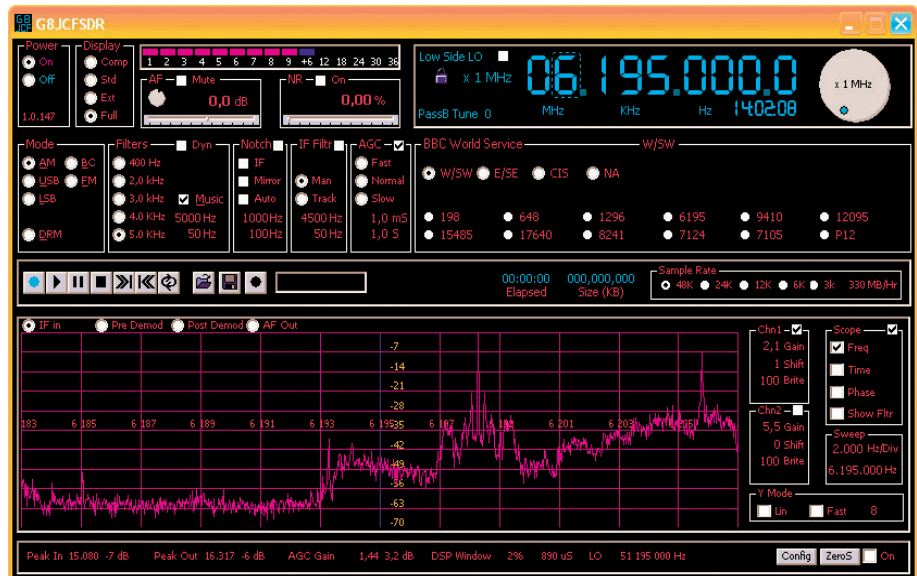 G8 JCF G8JCFSDR
Power Display
On Comp 1 2 3 4 5 6 7 8 9 +6 12 18 24 30 36
Off Std AF Mute NR On
Ext 0,0 dB 0,00 %
1.0.147 Full
Low Side LO
x 1 MHz 06.195.000.0 x 1 MHz
PassB Tune 0 MHz KHz Hz 14:02:08
Mode Filters Dyn Notch IF Filtr AGC BBC World Service W/SW
AM BC 400 Hz IF Fast
USB FM 2,0 kHz Mirror Man Normal W/SW E/SE CIS NA
LSB 3,0 kHz Music Auto Track Slow
4.0 KHz 5000 Hz 1000Hz 4500 Hz 1,0 mS 198 648 1296 6195 9410 12095
DRM 5.0 KHz 50 Hz 100Hz 50 Hz 1,0 S 15485 17640 8241 7124 7105 P12
00:00:00 000,000,000 Sample Rate
Elapsed Size (KB) 48K 24K 12K 6K 3k 330 MB/Hr
IF in Pre Demod Post Demod AF Out
-7
-14
-21
-28
183 6 185 6 187 6 189 6 191 6 193 6 195 -35 6 197 6 201
-42
-49
-56
-63
-70
Chn1
2,1 Gain
1 Shift
100 Brite
Chn2
5,5 Gain
0 Shift
100 Brite
Scope
Freq
Time
Phase
Show Fltr
Sweep
2.000 Hz/Div
6.195.000 Hz
Y Mode
Lin Fast 8
Peak In 15.080 -7 dB Peak Out 16.317 -6 dB AGC Gain 1,44 3,2 dB DSP Window 2% 890 uS LO 51 195 000 Hz Config ZeroS On